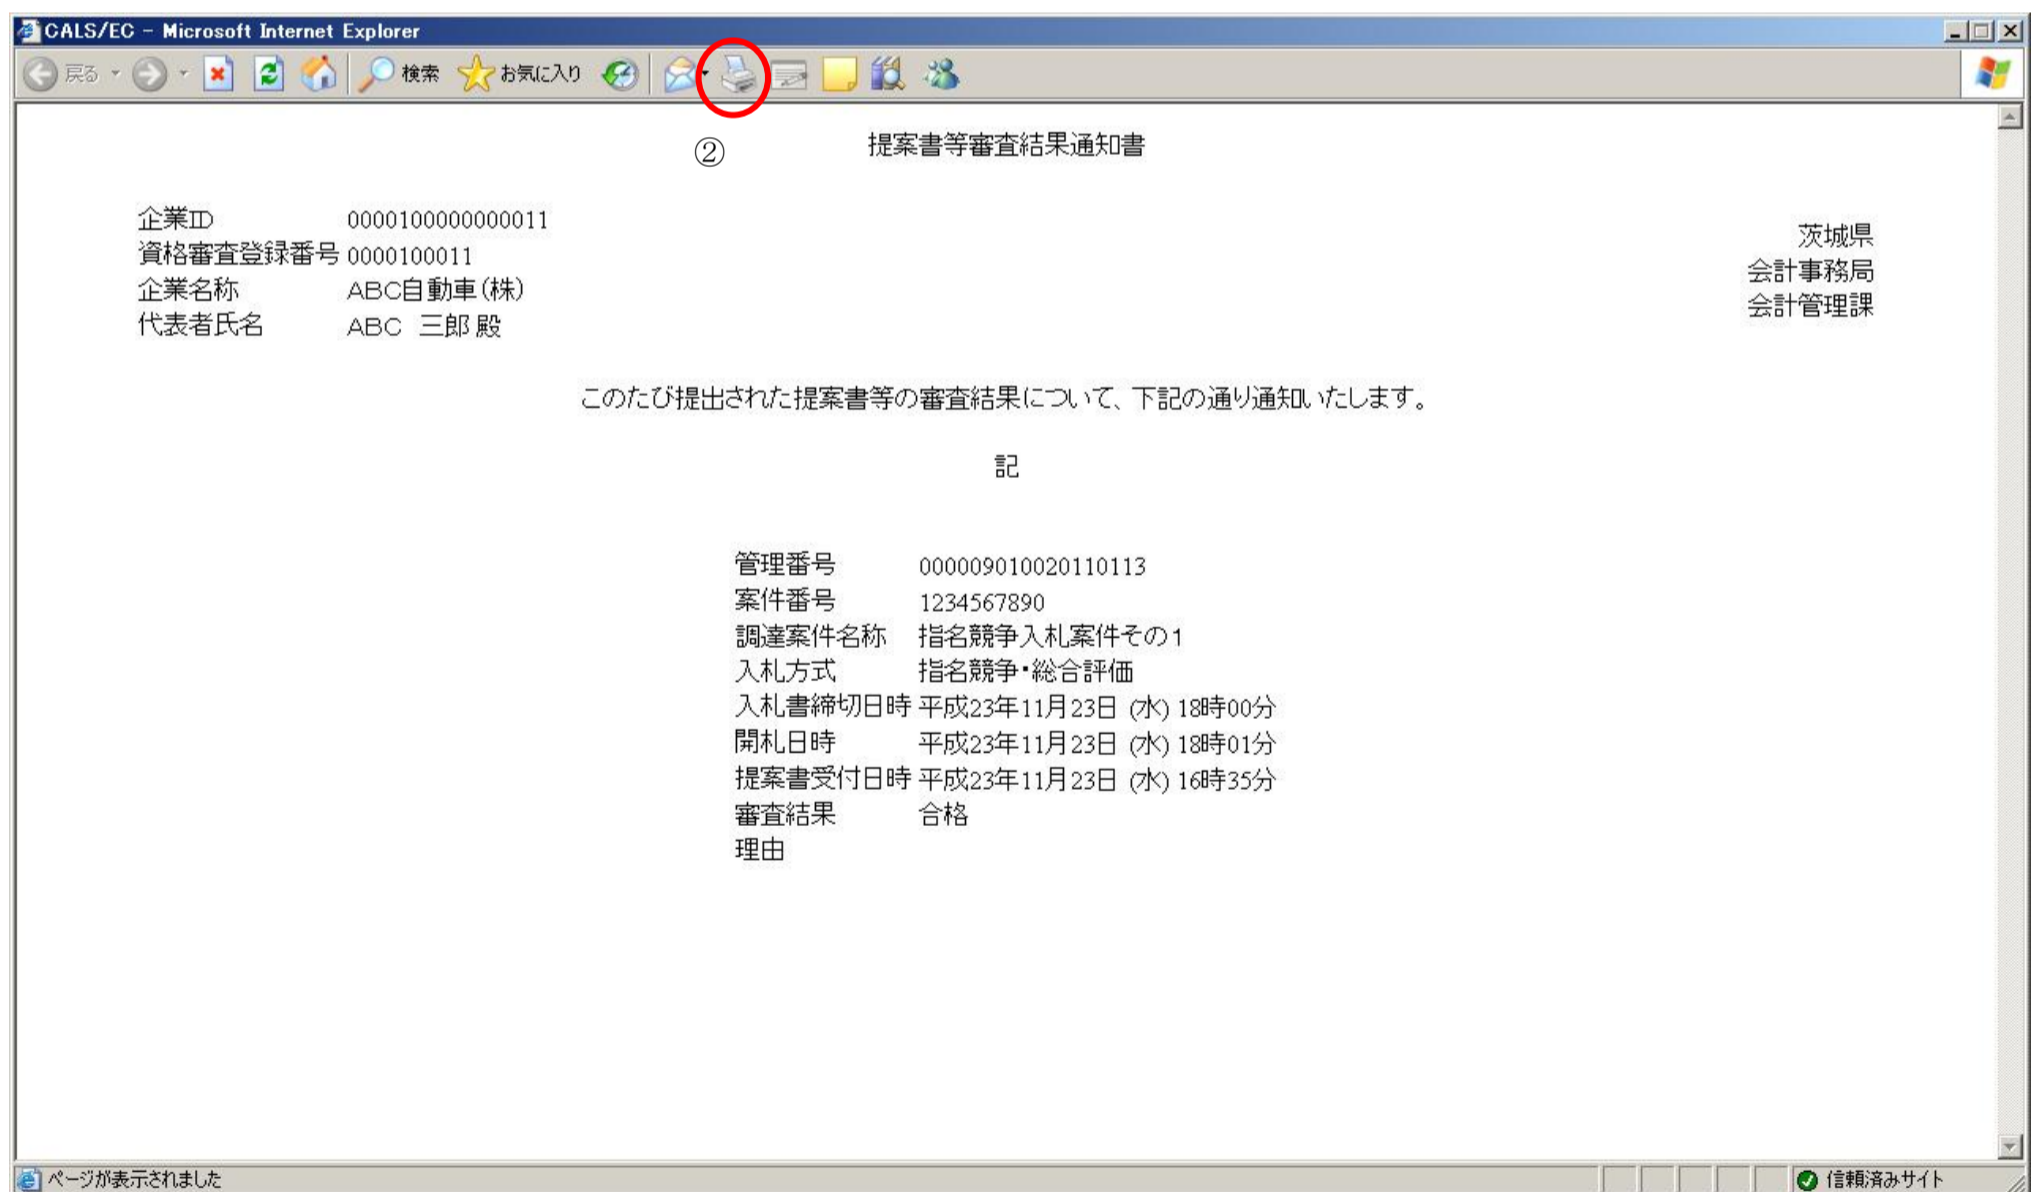 CALS/EC - Microsoft Internet Explorer
戻る 検索 お気に入り
②
提案書等審査結果通知書
企業ID 0000100000000011
資格審査登録番号 0000100011
企業名称 ABC自動車(株)
代表者氏名 ABC 三郎 殿
茨城県
会計事務局
会計管理課
このたび提出された提案書等の審査結果について、下記の通り通知いたします。
記
管理番号 000009010020110113
案件番号 1234567890
調達案件名称 指名競争入札案件その1
入札方式 指名競争・総合評価
入札書締切日時 平成23年11月23日 (水) 18時00分
開札日時 平成23年11月23日 (水) 18時01分
提案書受付日時 平成23年11月23日 (水) 16時35分
審査結果 合格
理由
ページが表示されました
信頼済みサイト